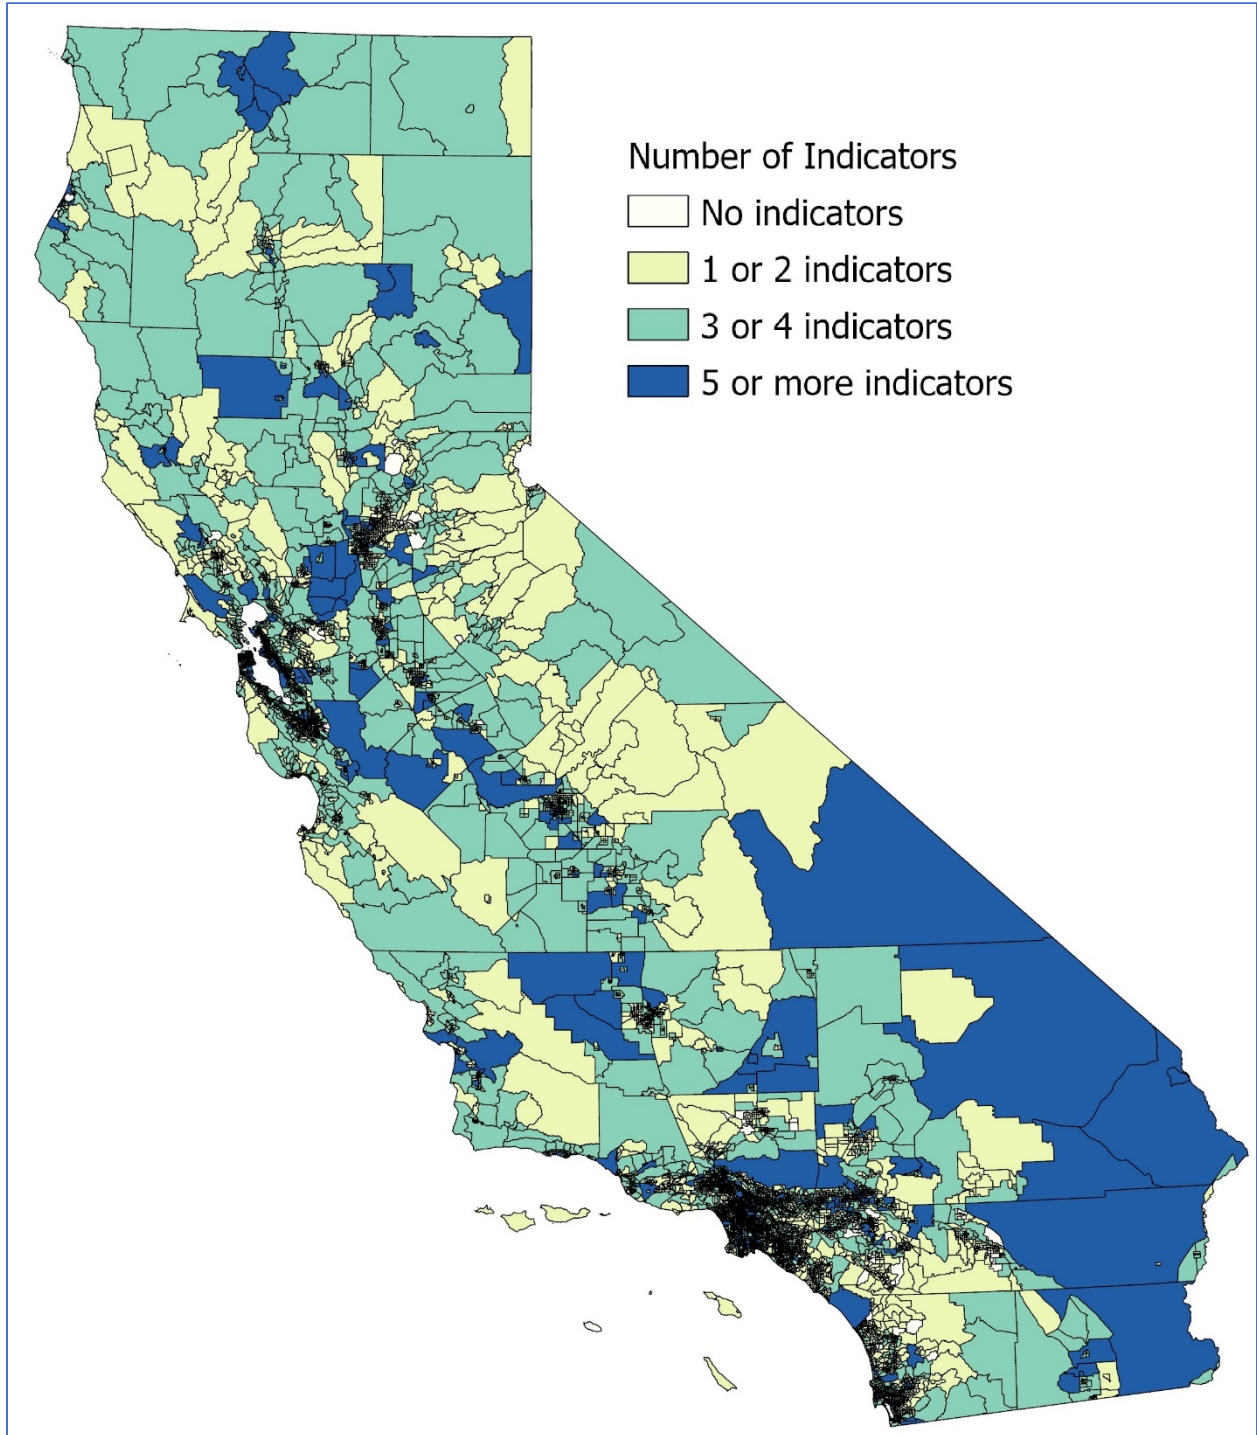 Number of Indicators
No indicators
1 or 2 indicators
3 or 4 indicators
5 or more indicators